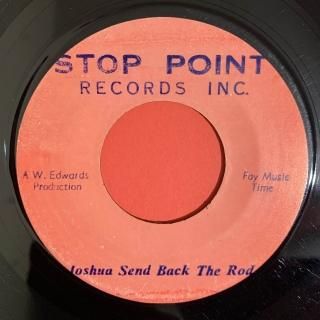 STOP POINT
RECORDS INC.
A W. Edwards
Production
Fay Music
Time
Joshua Send Back The Rod